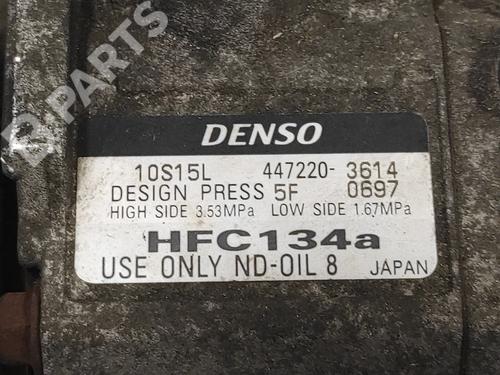 B PARTS
DENSO
10S15L 447220- 3614
DESIGN PRESS 5F 0697
HIGH SIDE 3.53MPa LOW SIDE 1.67MPa
HFC134a
USE ONLY ND-OIL 8 JAPAN